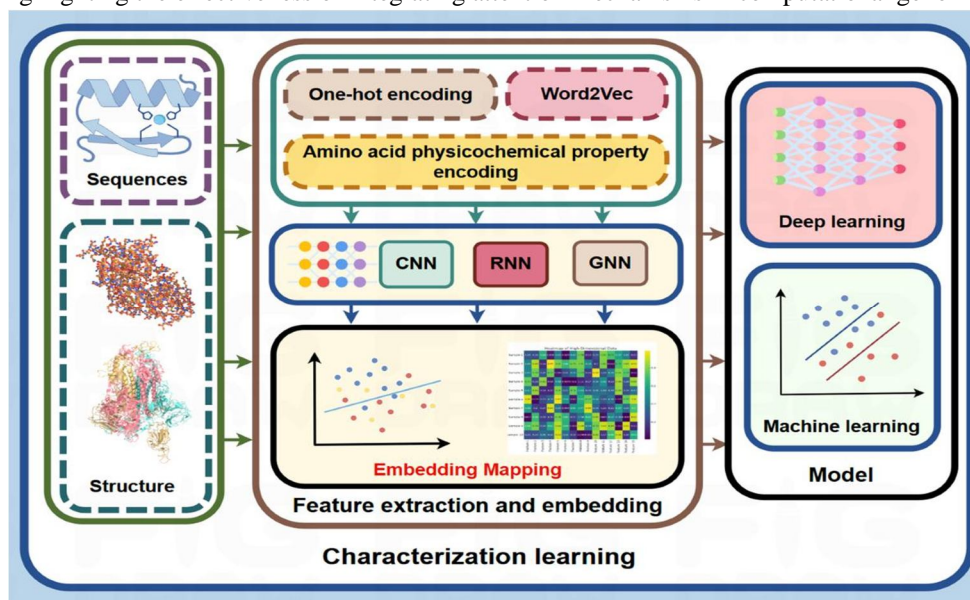 Sequences
Structure
One-hot encoding
Word2Vec
Amino acid physicochemical property
encoding
CNN
RNN
GNN
Embedding Mapping
Feature extraction and embedding
Deep learning
Machine learning
Model
Characterization learning